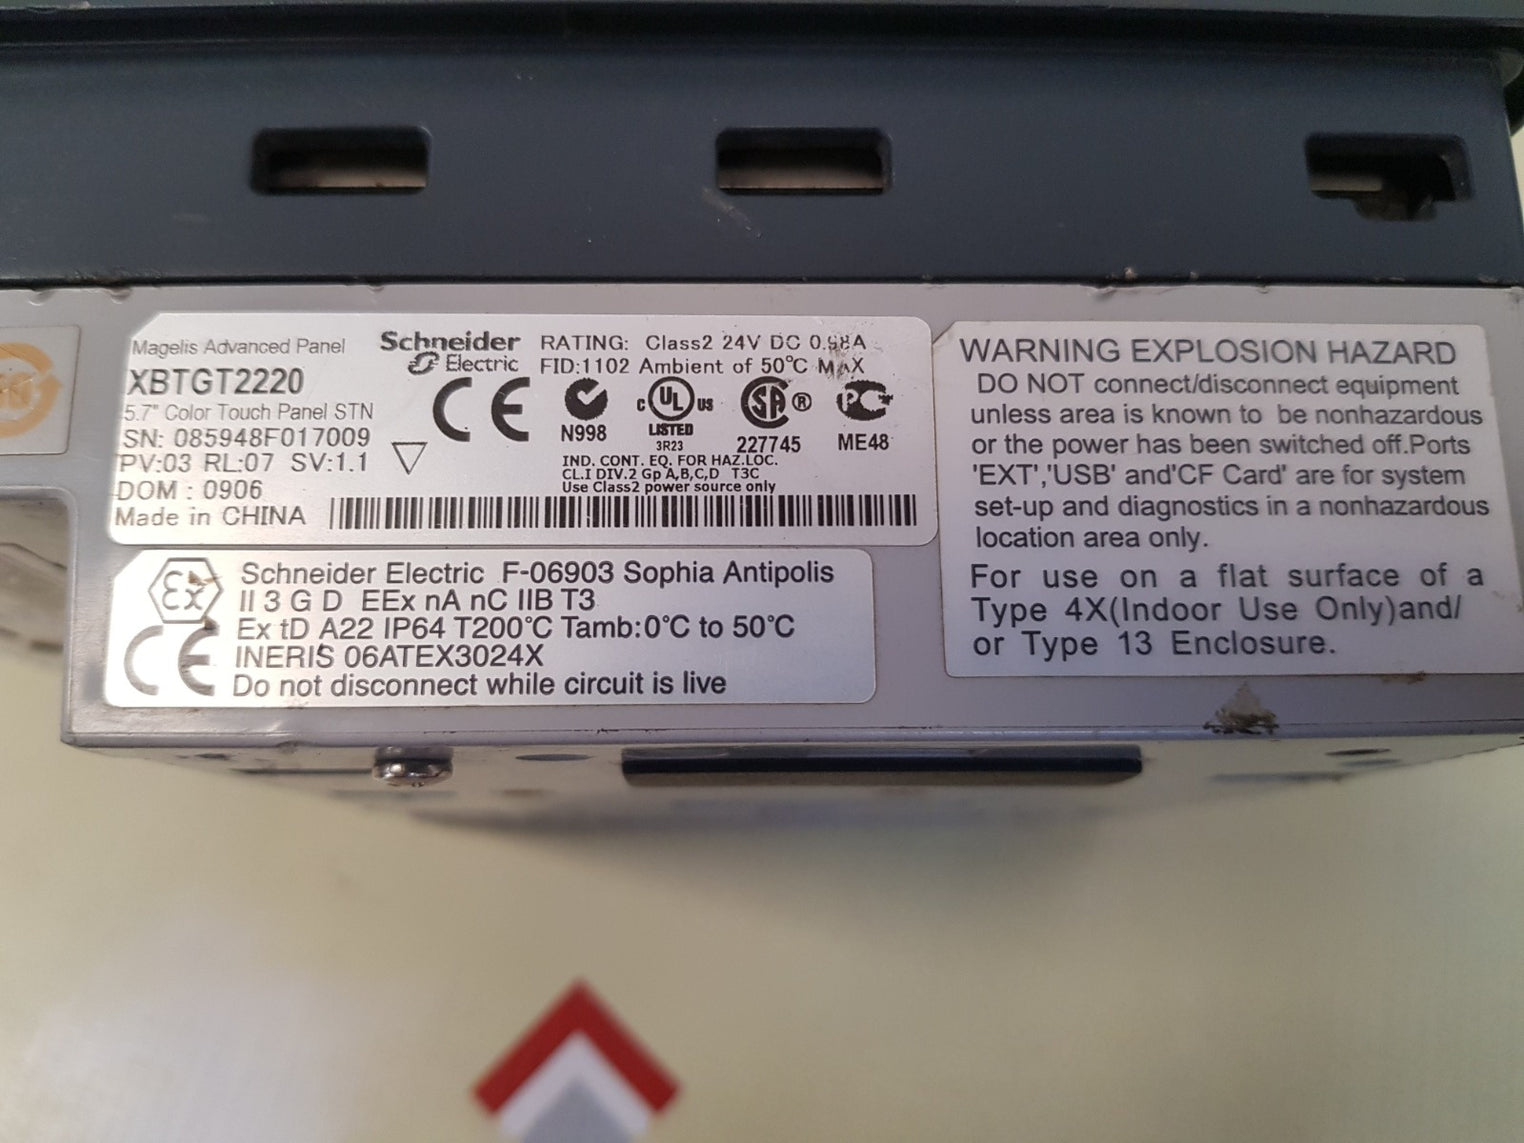 Magelis Advanced Panel
XBTGT2220
5.7" Color Touch Panel STN
SN: 085948F017009
PV:03 RL:07 SV:1.1
DOM : 0906
Made in CHINA
Schneider
Electric
RATING: Class2 24V DC 0.98A
FID:1102 Ambient of 50°C MAX
CE
N998
c UL us
LISTED
3R23
SA ®
227745
PC
ME48
IND. CONT. EQ. FOR HAZ.LOC.
CL.I DIV.2 Gp A,B,C,D T3C
Use Class2 power source only
Ex
CE
Schneider Electric F-06903 Sophia Antipolis
II 3 G D EEx nA nC IIB T3
Ex tD A22 IP64 T200°C Tamb:0°C to 50°C
INERIS 06ATEX3024X
Do not disconnect while circuit is live
WARNING EXPLOSION HAZARD
DO NOT connect/disconnect equipment
unless area is known to be nonhazardous
or the power has been switched off.Ports
'EXT','USB' and'CF Card' are for system
set-up and diagnostics in a nonhazardous
location area only.
For use on a flat surface of a
Type 4X(Indoor Use Only)and/
or Type 13 Enclosure.